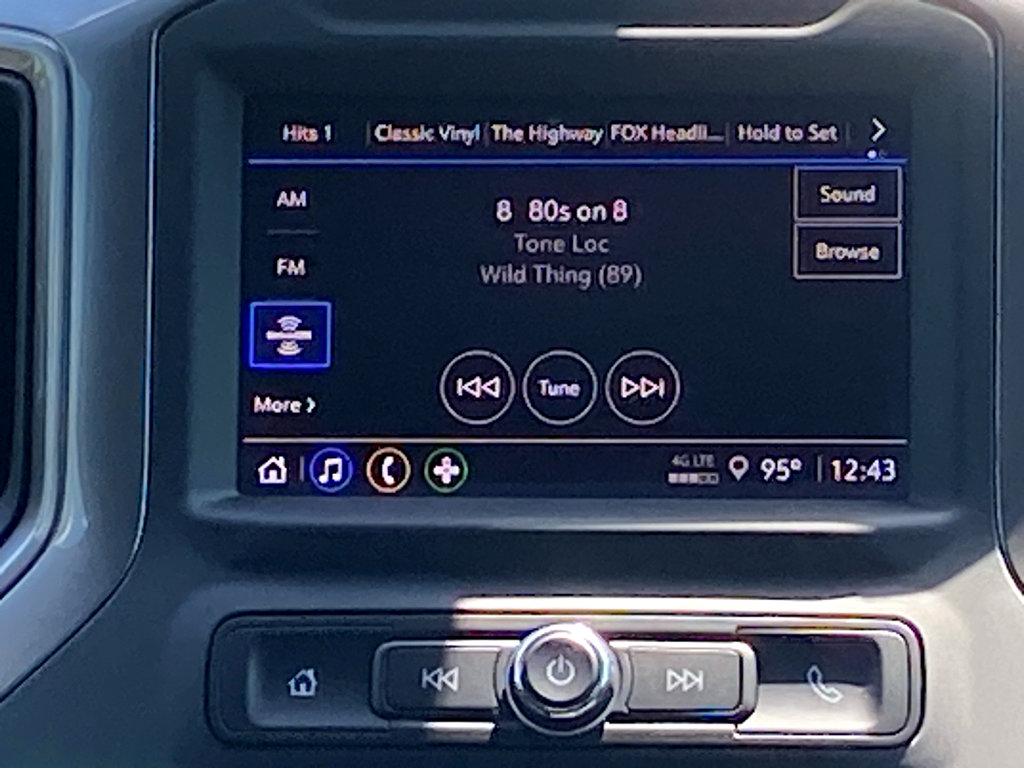 Hits 1 Classic Vinyl The Highway FOX Headli... Hold to Set
AM
8 80s on 8
Sound
Tone Loc
Browse
FM
Wild Thing (89)
Tune
More
4G LTE 95° 12:43